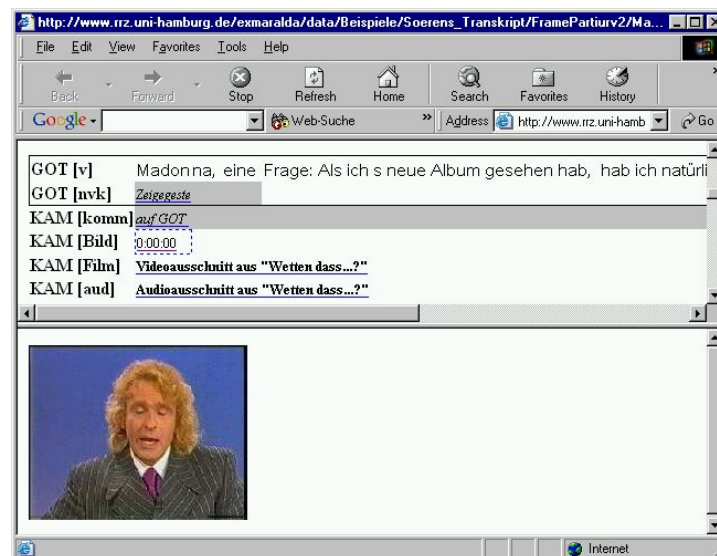 http://www.rrz.uni-hamburg.de/exmaralda/data/Beispiele/Soerens_Transkript/FramePartiurv2/Ma...
File Edit View Favorites Tools Help
Back Forward Stop Refresh Home Search Favorites History »
Google Web-Suche » Address http://www.rrz.uni-hamb Go
GOT [v] Madonna, eine Frage: Als ich s neue Album gesehen hab, hab ich natürli
GOT [nvk] Zeigegeste
KAM [komm] auf GOT
KAM [Bild] 0:00:00
KAM [Film] Videoausschnitt aus "Wetten dass...?"
KAM [aud] Audioausschnitt aus "Wetten dass...?"
Internet